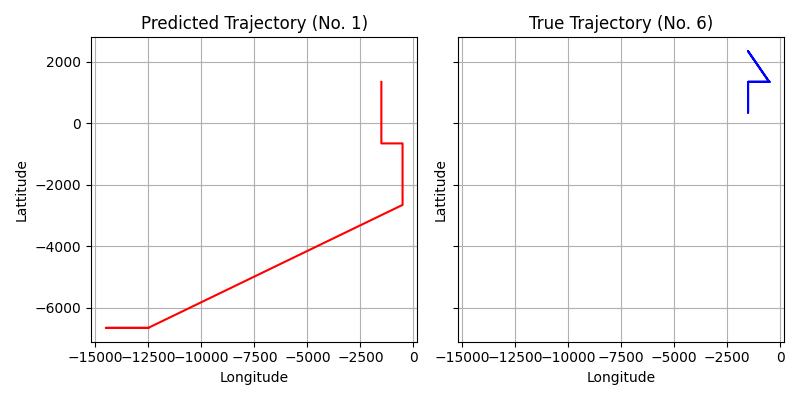 Predicted Trajectory (No. 1)
True Trajectory (No. 6)
2000
0
−2000
−4000
−6000
Lattitude
Lattitude
−15000 −12500 −10000 −7500 −5000 −2500 0
−15000 −12500 −10000 −7500 −5000 −2500 0
Longitude
Longitude